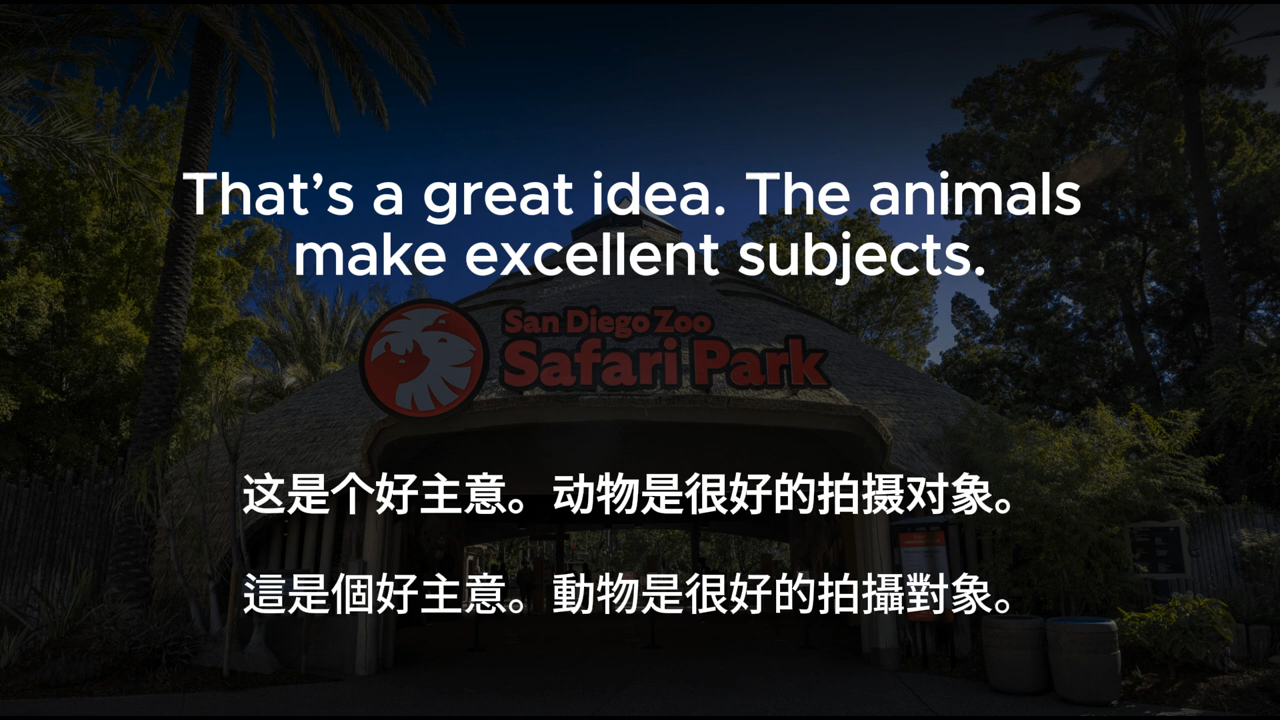 That’s a great idea. The animals
make excellent subjects.
San Diego Zoo
Safari Park
这是个好主意。动物是很好的拍摄对象。
這是個好主意。動物是很好的拍攝對象。